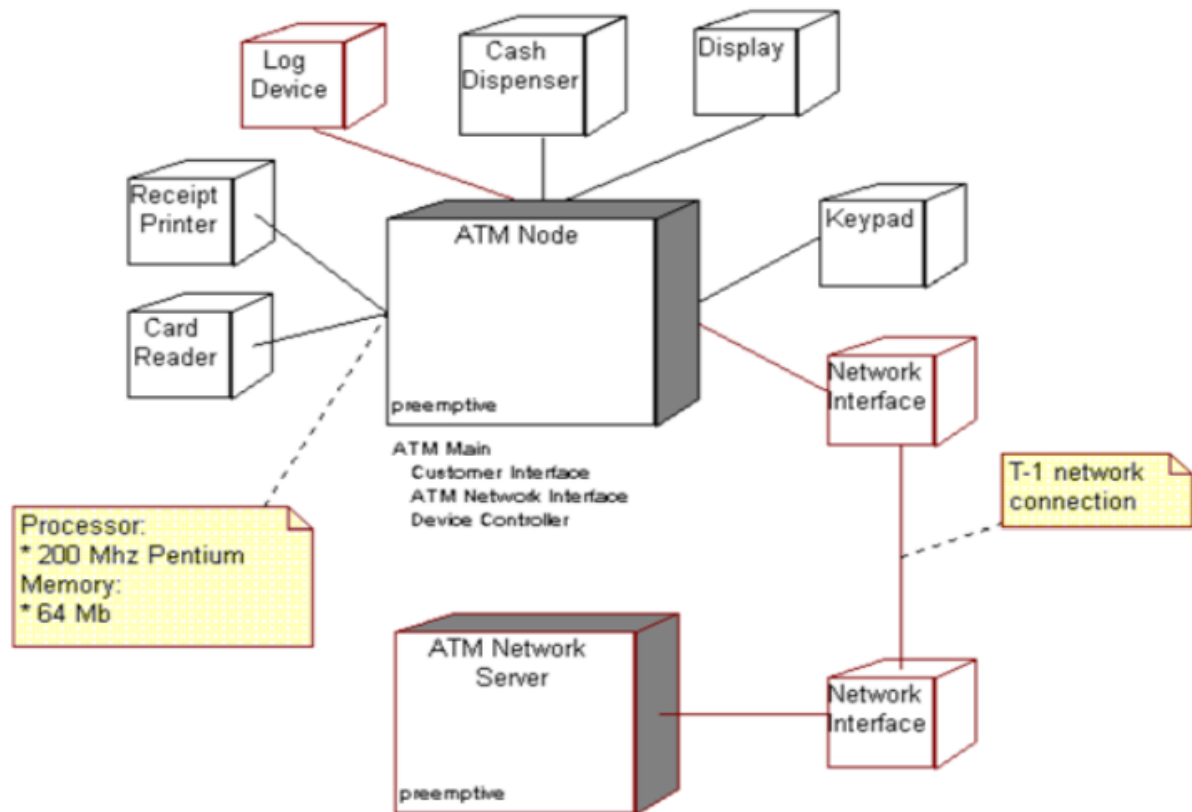 Log
Device
Cash
Dispenser
Display
Receipt
Printer
ATM Node
Keypad
Card
Reader
preemptive
Network
Interface
ATM Main
Customer Interface
ATM Network Interface
Device Controller
T-1 network
connection
Processor:
* 200 Mhz Pentium
Memory:
* 64 Mb
ATM Network
Server
Network
Interface
preemptive